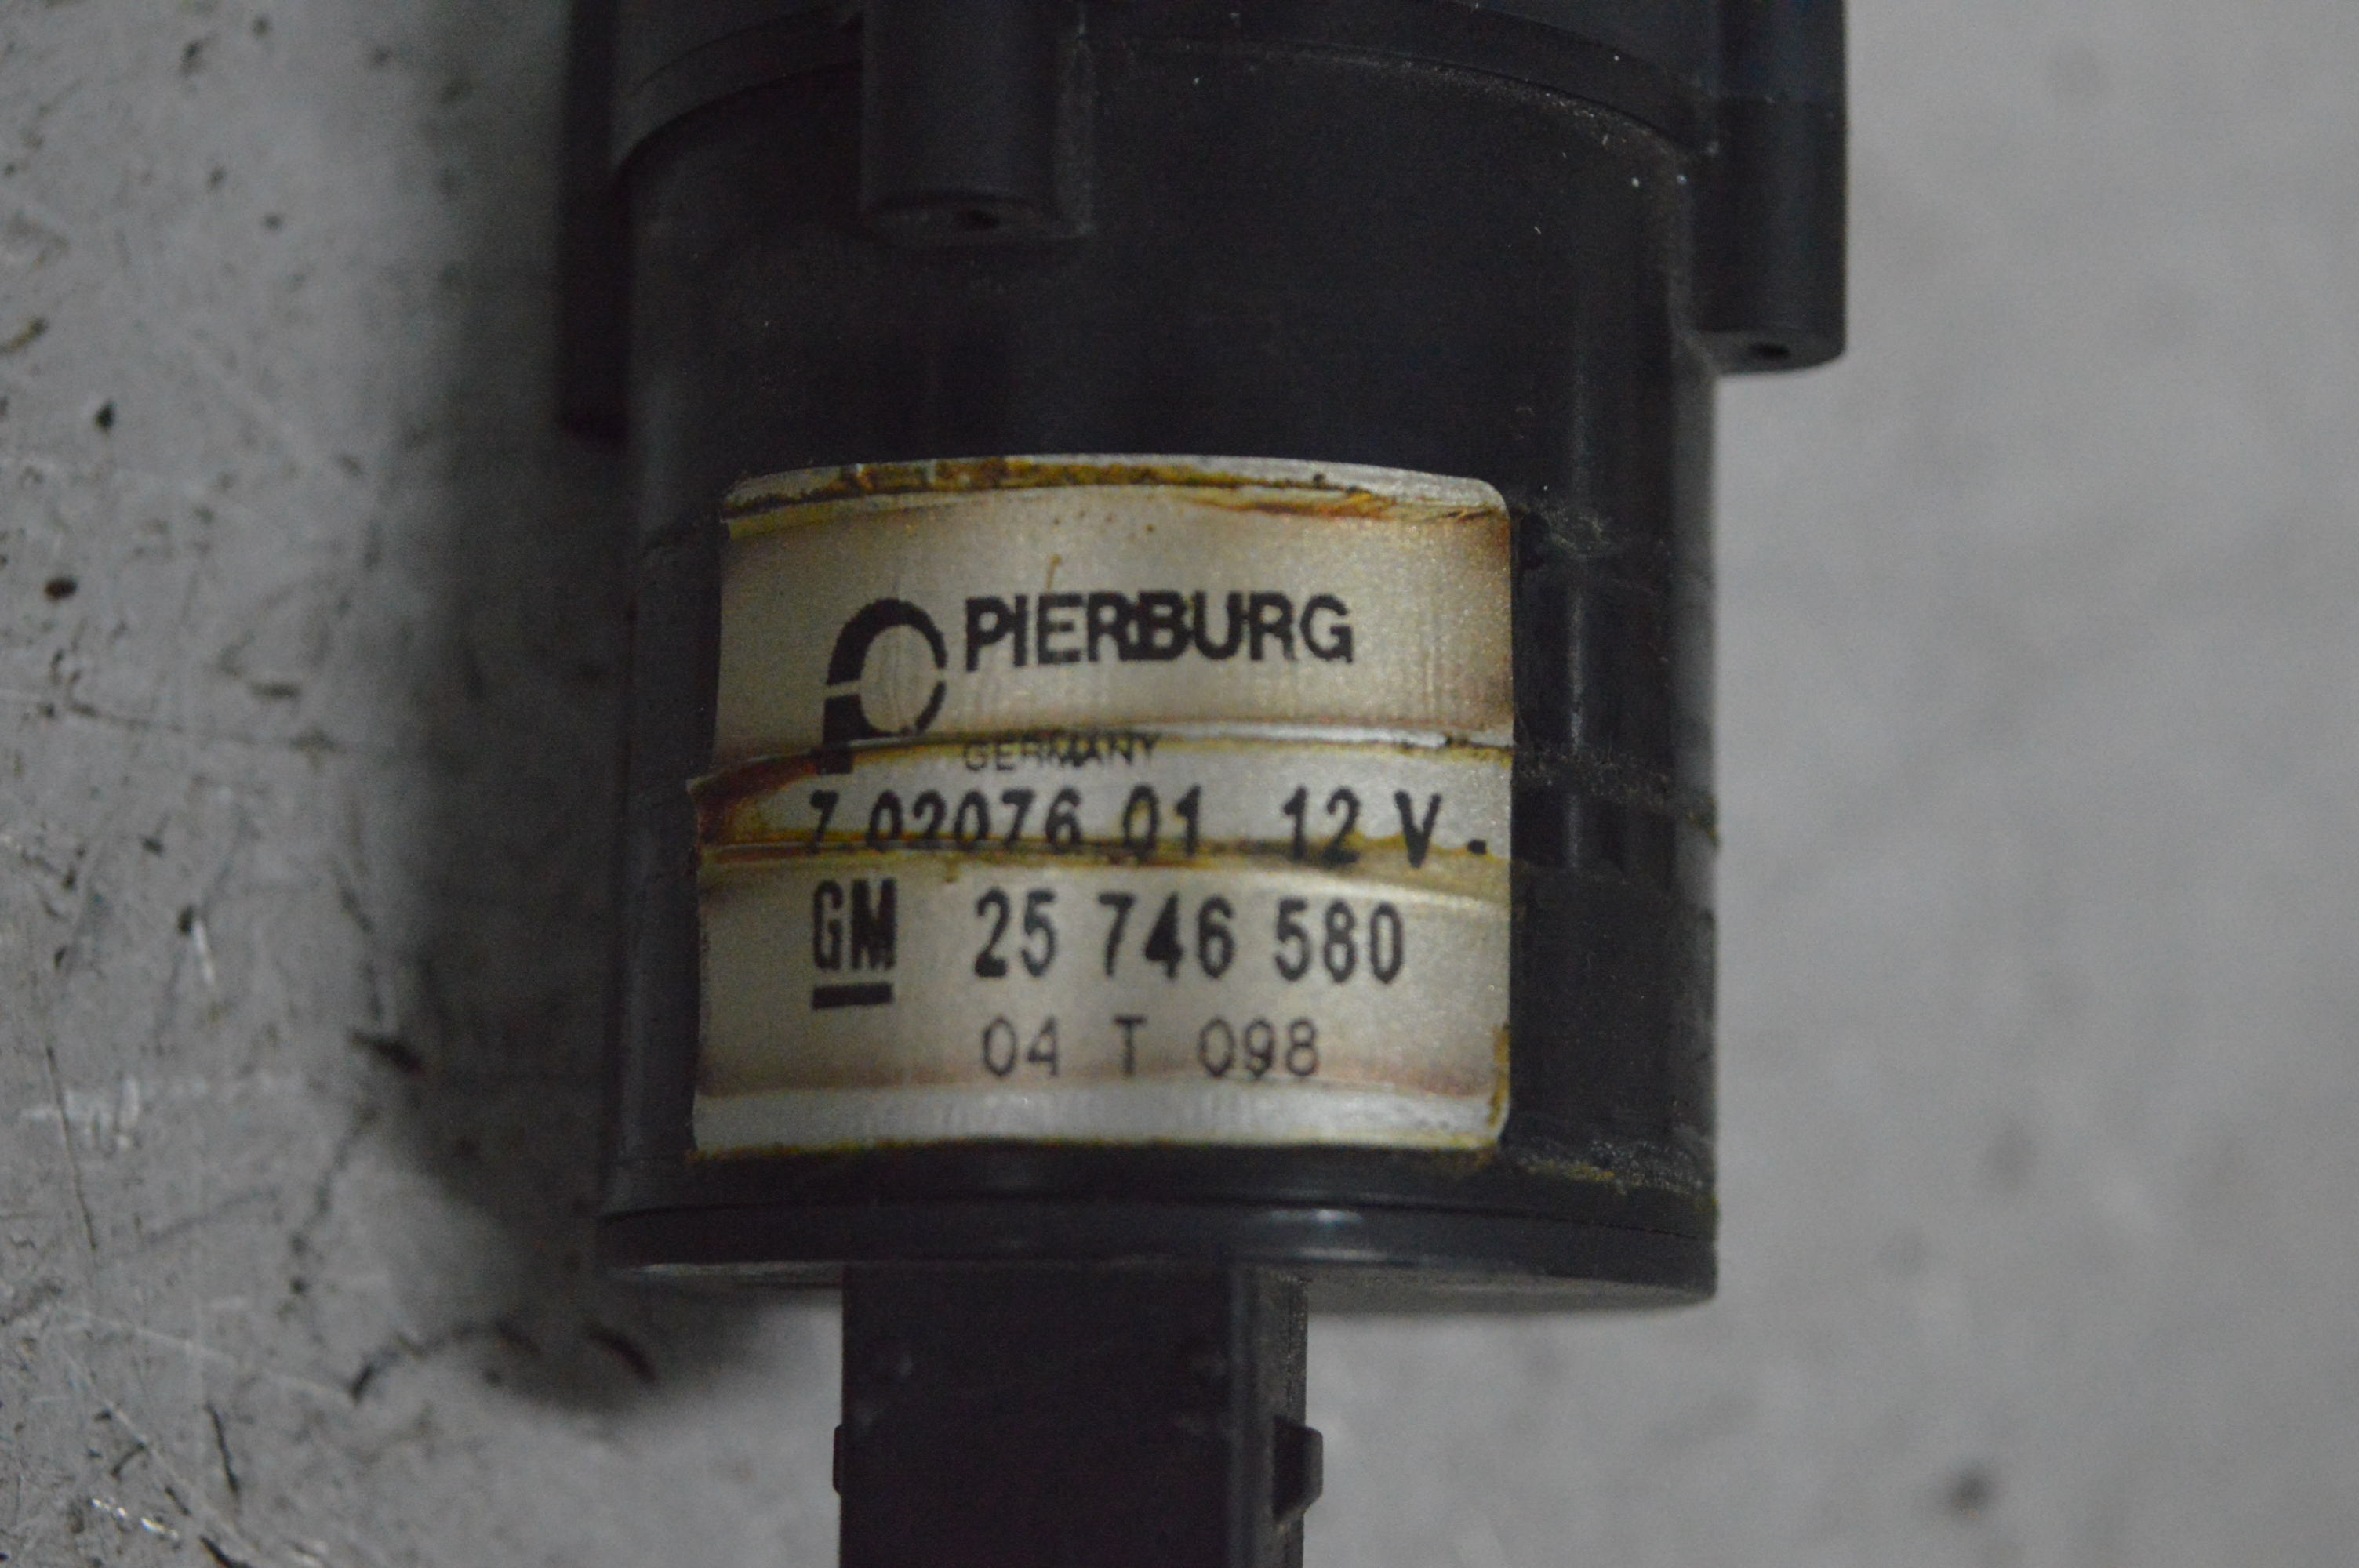 PIERBURG
GERMANY
7.02076.01 12 V-
GM 25 746 580
04 T 098